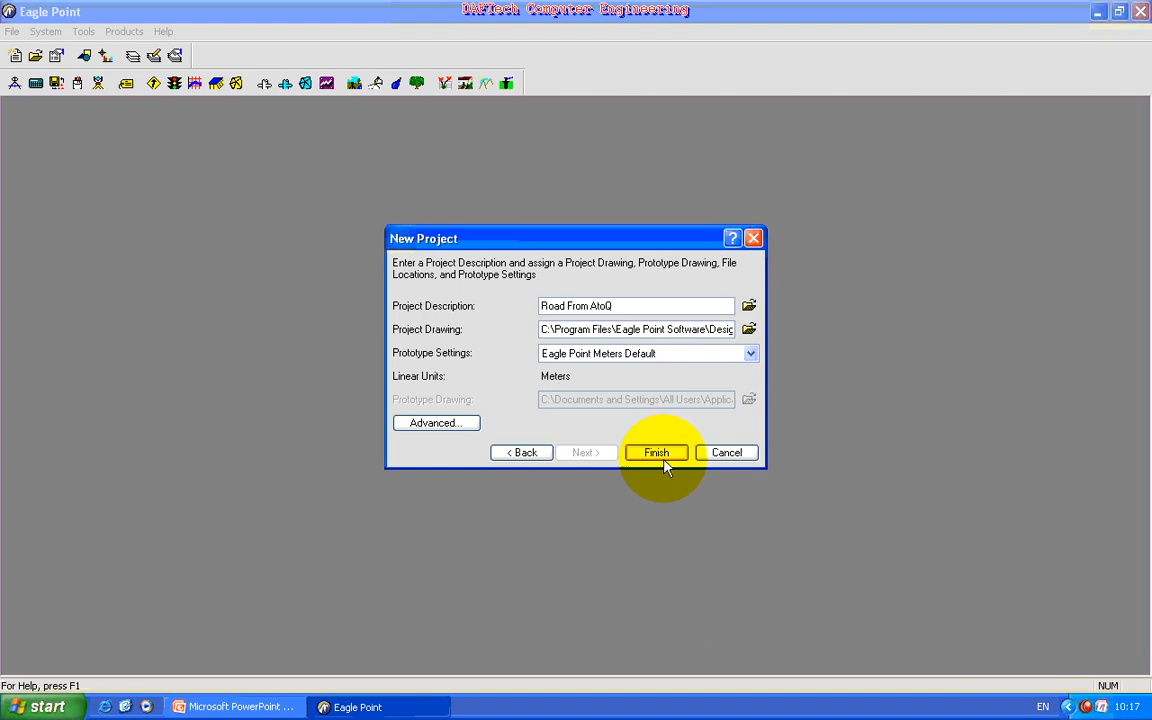 Eagle Point
DAFTech Computer Engineering
File System Tools Products Help
New Project
Enter a Project Description and assign a Project Drawing, Prototype Drawing, File
Locations, and Prototype Settings
Project Description: Road From AtoQ
Project Drawing: C:\Program Files\Eagle Point Software\Desig
Prototype Settings: Eagle Point Meters Default
Linear Units: Meters
Prototype Drawing: C:\Documents and Settings\All Users\Applic
Advanced...
< Back Next > Finish Cancel
For Help, press F1 NUM
start Microsoft PowerPoint ... Eagle Point EN 10:17